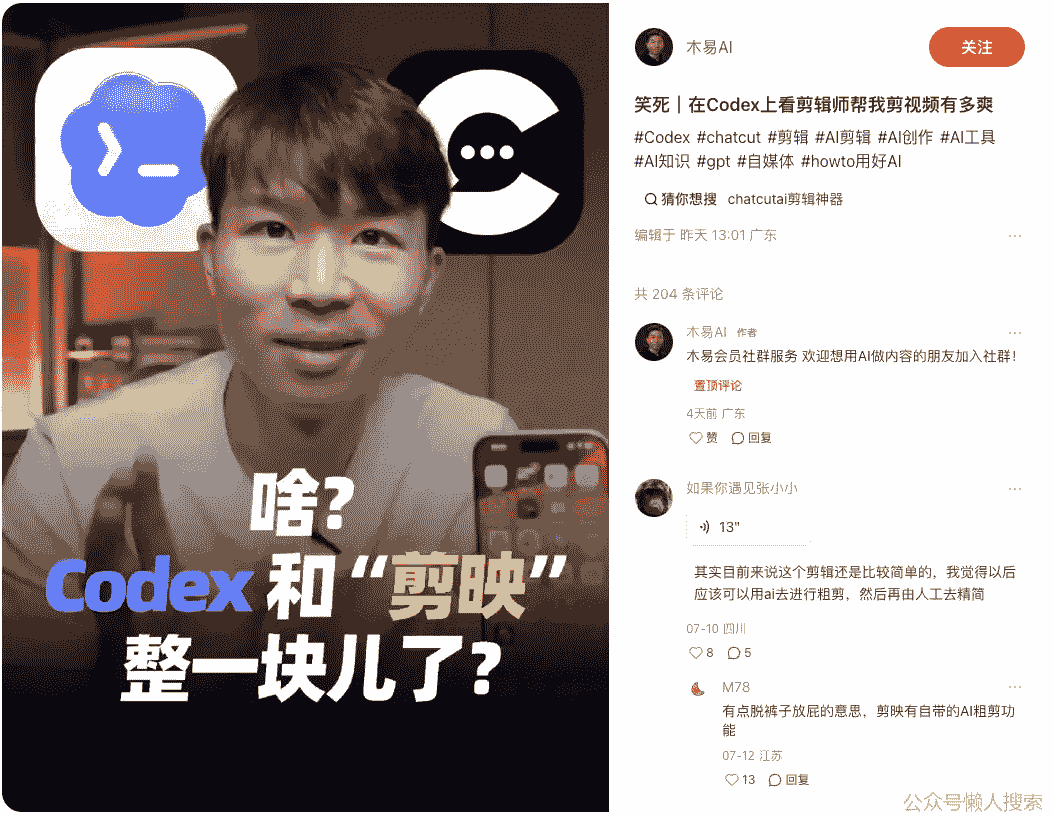 啥？
Codex 和 “剪映”
整一块儿了？
木易AI
关注
笑死｜在Codex上看剪辑师帮我剪视频有多爽
#Codex #chatcut #剪辑 #AI剪辑 #AI创作 #AI工具
#AI知识 #gpt #自媒体 #howto用好AI
猜你想搜 chatcutai剪辑神器
编辑于 昨天 13:01 广东
共 204 条评论
木易AI 作者
木易会员社群服务 欢迎想用AI做内容的朋友加入社群！
置顶评论
4天前 广东
赞 回复
如果你遇见张小小
13"
其实目前来说这个剪辑还是比较简单的，我觉得以后
应该可以用ai去进行粗剪，然后再由人工去精简
07-10 四川
8 5
M78
有点脱裤子放屁的意思，剪映有自带的AI粗剪功
能
07-12 江苏
13 回复
公众号懒人搜索